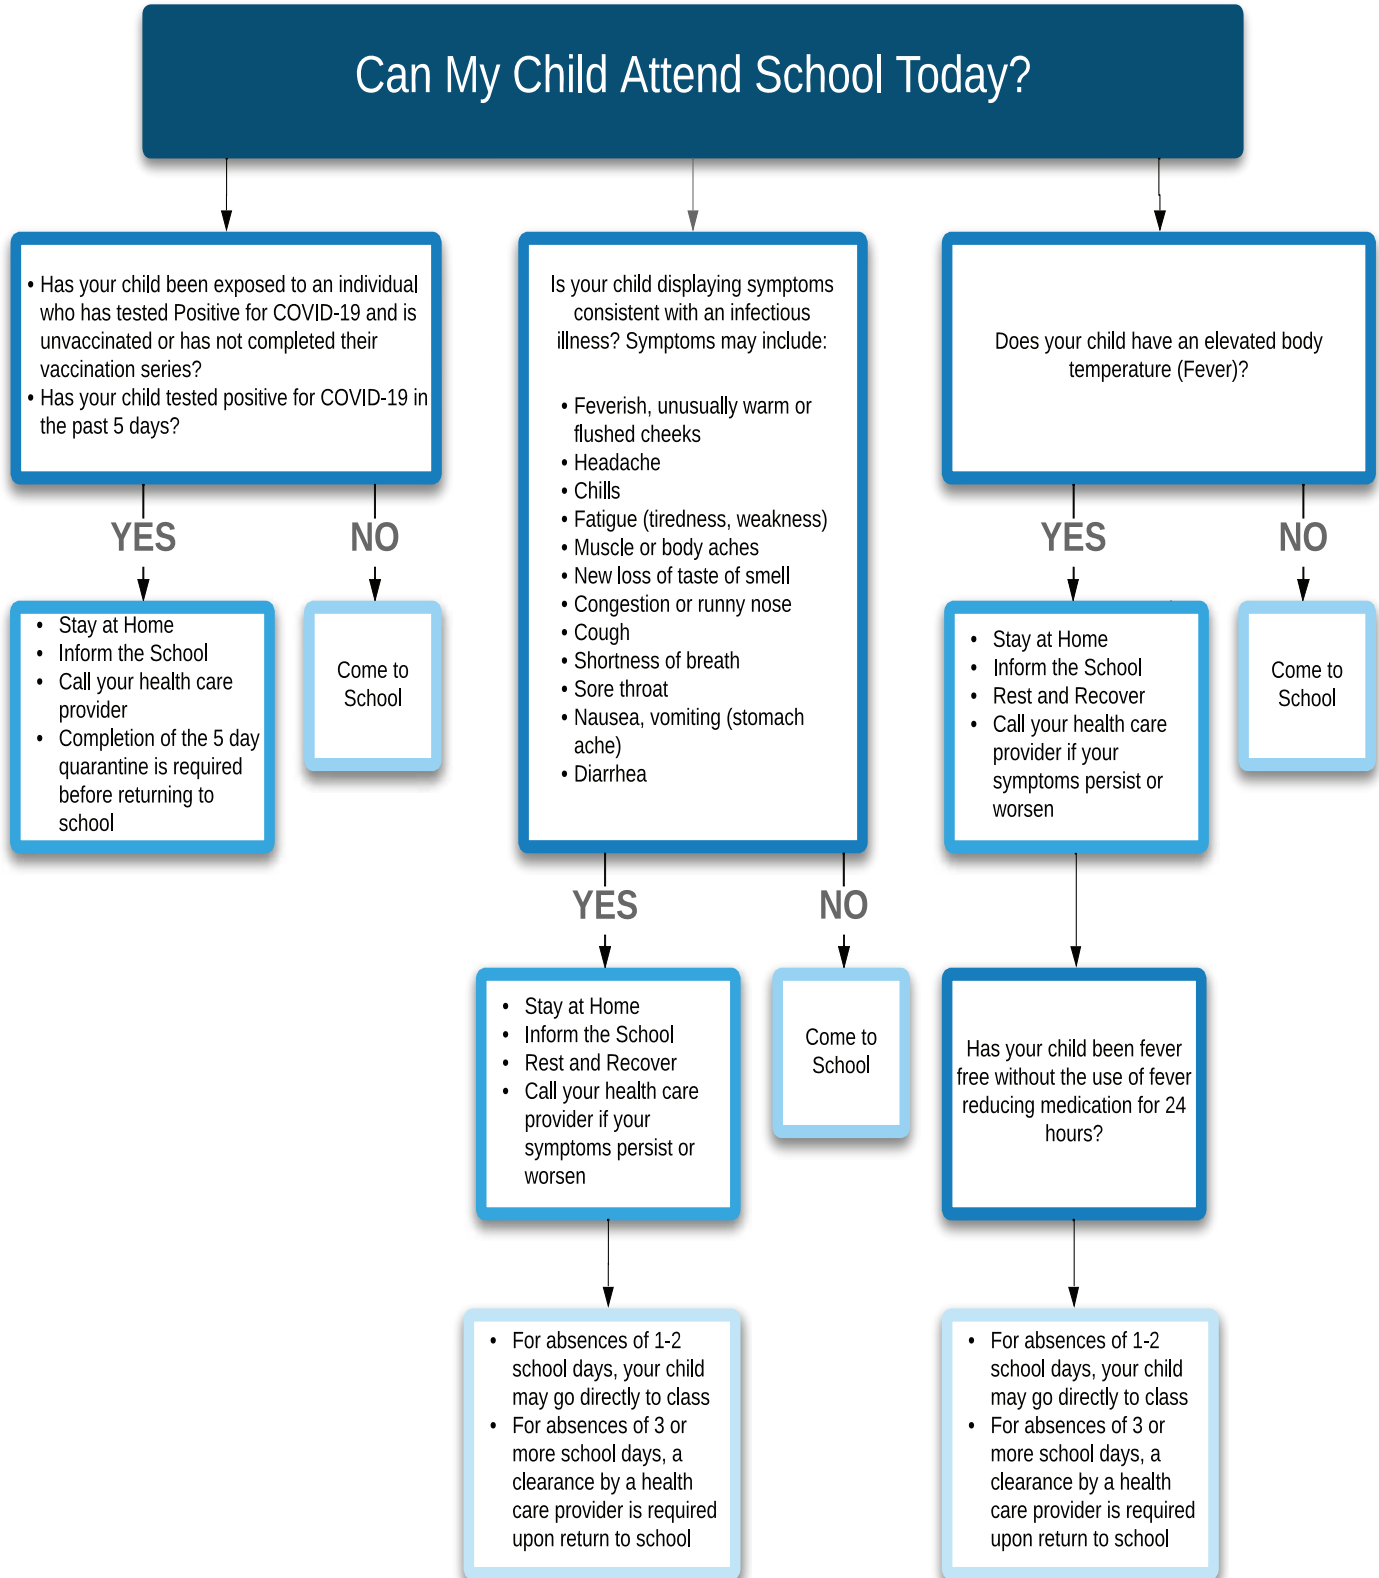 Can My Child Attend School Today?
• Has your child been exposed to an individual
who has tested Positive for COVID-19 and is
unvaccinated or has not completed their
vaccination series?
• Has your child tested positive for COVID-19 in
the past 5 days?
YES
NO
• Stay at Home
• Inform the School
• Call your health care
provider
• Completion of the 5 day
quarantine is required
before returning to
school
Come to
School
Is your child displaying symptoms
consistent with an infectious
illness? Symptoms may include:
• Feverish, unusually warm or
flushed cheeks
• Headache
• Chills
• Fatigue (tiredness, weakness)
• Muscle or body aches
• New loss of taste of smell
• Congestion or runny nose
• Cough
• Shortness of breath
• Sore throat
• Nausea, vomiting (stomach
ache)
• Diarrhea
YES
NO
• Stay at Home
• Inform the School
• Rest and Recover
• Call your health care
provider if your
symptoms persist or
worsen
Come to
School
• For absences of 1-2
school days, your child
may go directly to class
• For absences of 3 or
more school days, a
clearance by a health
care provider is required
upon return to school
Does your child have an elevated body
temperature (Fever)?
YES
NO
• Stay at Home
• Inform the School
• Rest and Recover
• Call your health care
provider if your
symptoms persist or
worsen
Come to
School
Has your child been fever
free without the use of fever
reducing medication for 24
hours?
• For absences of 1-2
school days, your child
may go directly to class
• For absences of 3 or
more school days, a
clearance by a health
care provider is required
upon return to school